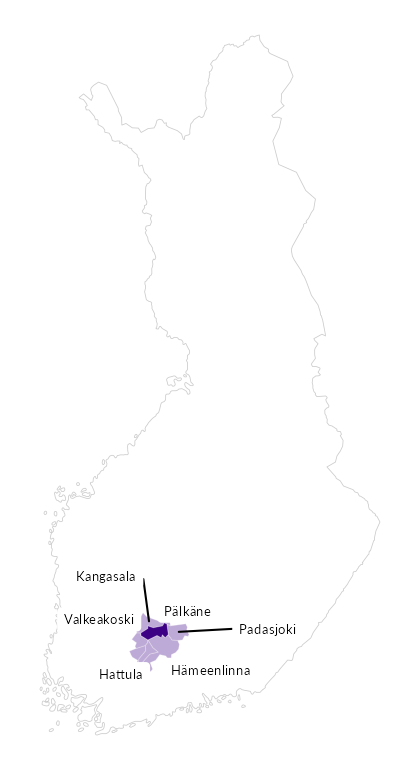 Kangasala
Pälkäne
Valkeakoski
Padasjoki
Hämeenlinna
Hattula